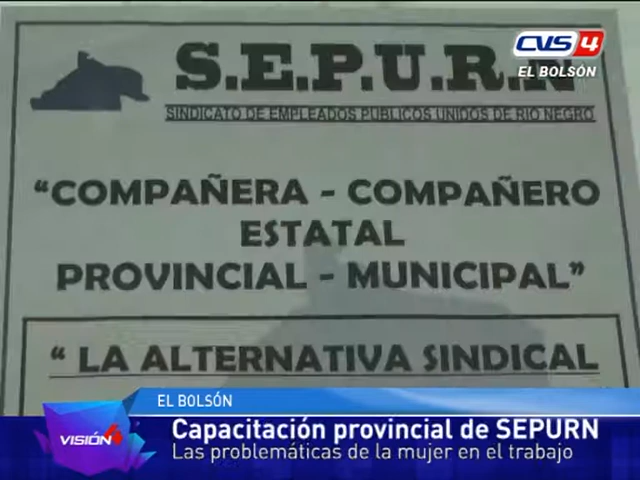 S.E.P.U.R.N
CVS 4
EL BOLSÓN
SINDICATO DE EMPLEADOS PUBLICOS UNIDOS DE RIO NEGRO
“COMPAÑERA - COMPAÑERO
ESTATAL
PROVINCIAL - MUNICIPAL”
“ LA ALTERNATIVA SINDICAL
EL BOLSÓN
VISIÓN 4
Capacitación provincial de SEPURN
Las problemáticas de la mujer en el trabajo